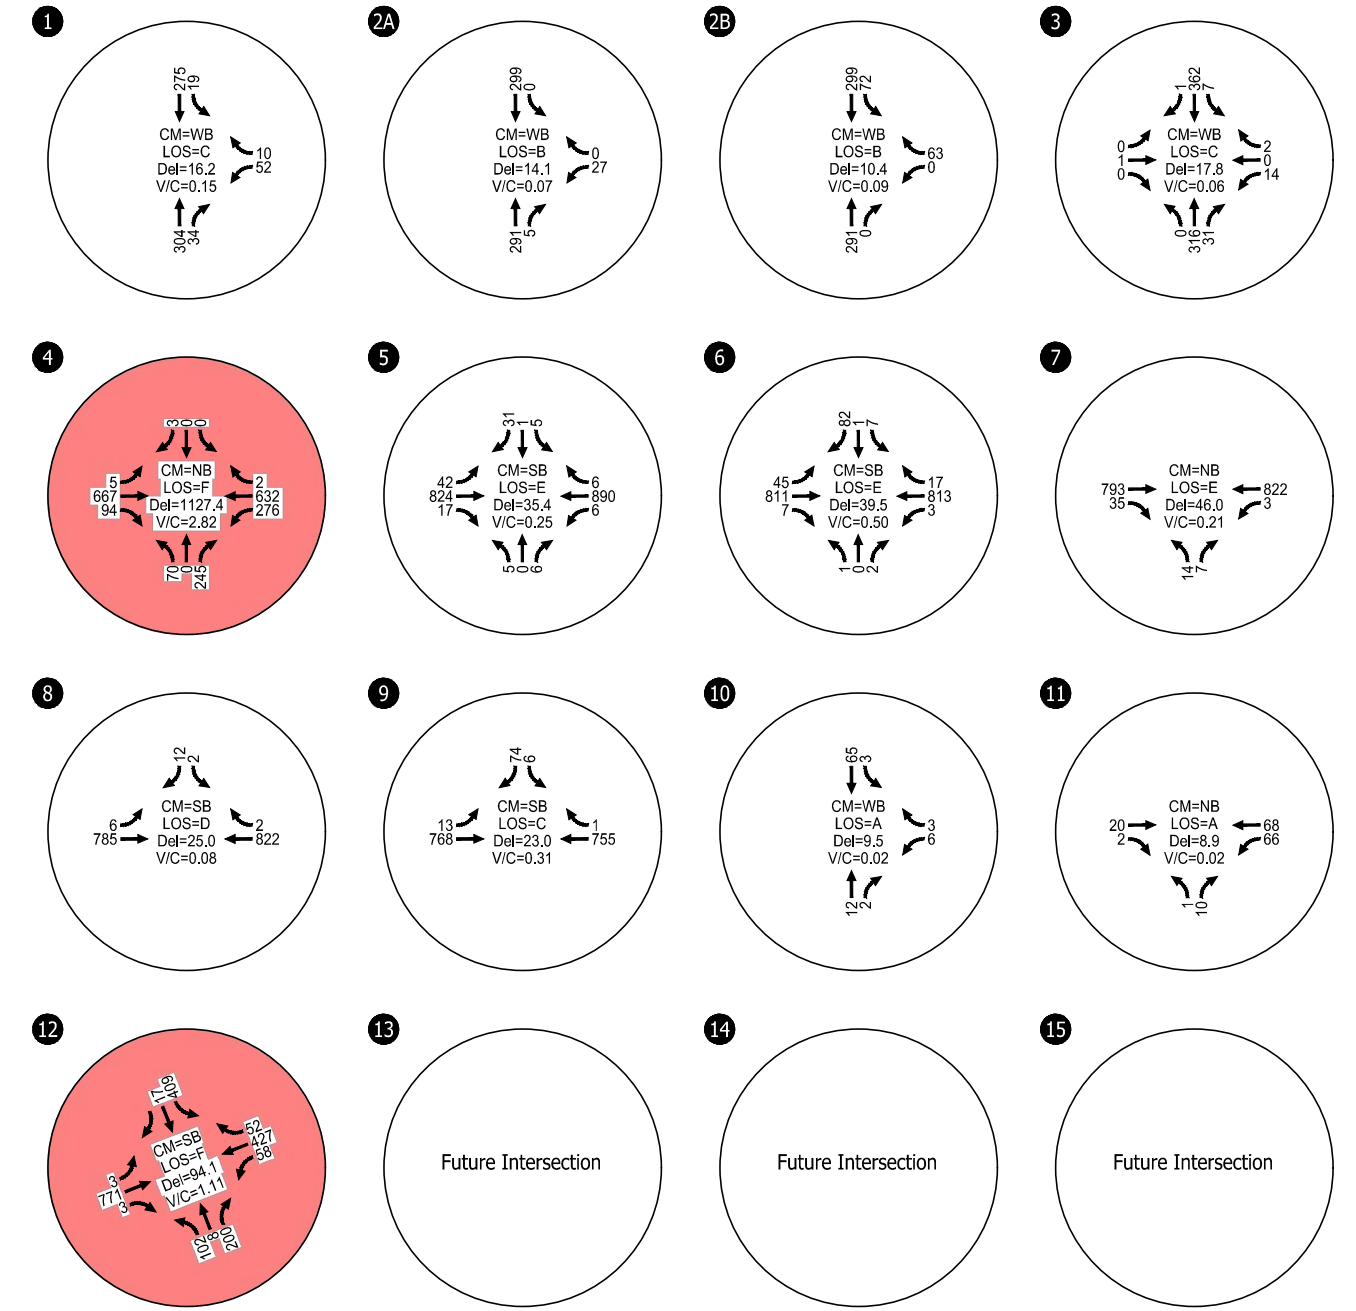 1
275
19
CM=WB
LOS=C
Del=16.2
V/C=0.15
10
52
304
34
2A
299
0
CM=WB
LOS=B
Del=14.1
V/C=0.07
0
27
291
5
2B
299
72
CM=WB
LOS=B
Del=10.4
V/C=0.09
63
0
291
0
3
1
362
7
0
1
0
CM=WB
LOS=C
Del=17.8
V/C=0.06
2
0
14
0
316
31
4
3
0
0
5
667
94
CM=NB
LOS=F
Del=1127.4
V/C=2.82
2
632
276
70
0
245
5
31
1
5
42
824
17
CM=SB
LOS=E
Del=35.4
V/C=0.25
6
890
6
5
0
6
6
82
1
7
45
811
7
CM=SB
LOS=E
Del=39.5
V/C=0.50
17
813
3
1
0
2
7
793
35
CM=NB
LOS=E
Del=46.0
V/C=0.21
822
3
14
7
8
12
2
6
785
CM=SB
LOS=D
Del=25.0
V/C=0.08
2
822
9
74
6
13
768
CM=SB
LOS=C
Del=23.0
V/C=0.31
1
755
10
65
3
CM=WB
LOS=A
Del=9.5
V/C=0.02
3
6
12
2
11
20
2
CM=NB
LOS=A
Del=8.9
V/C=0.02
68
66
1
10
12
17
409
3
771
3
CM=SB
LOS=F
Del=94.1
V/C=1.11
52
427
58
102
8
200
13
Future Intersection
14
Future Intersection
15
Future Intersection